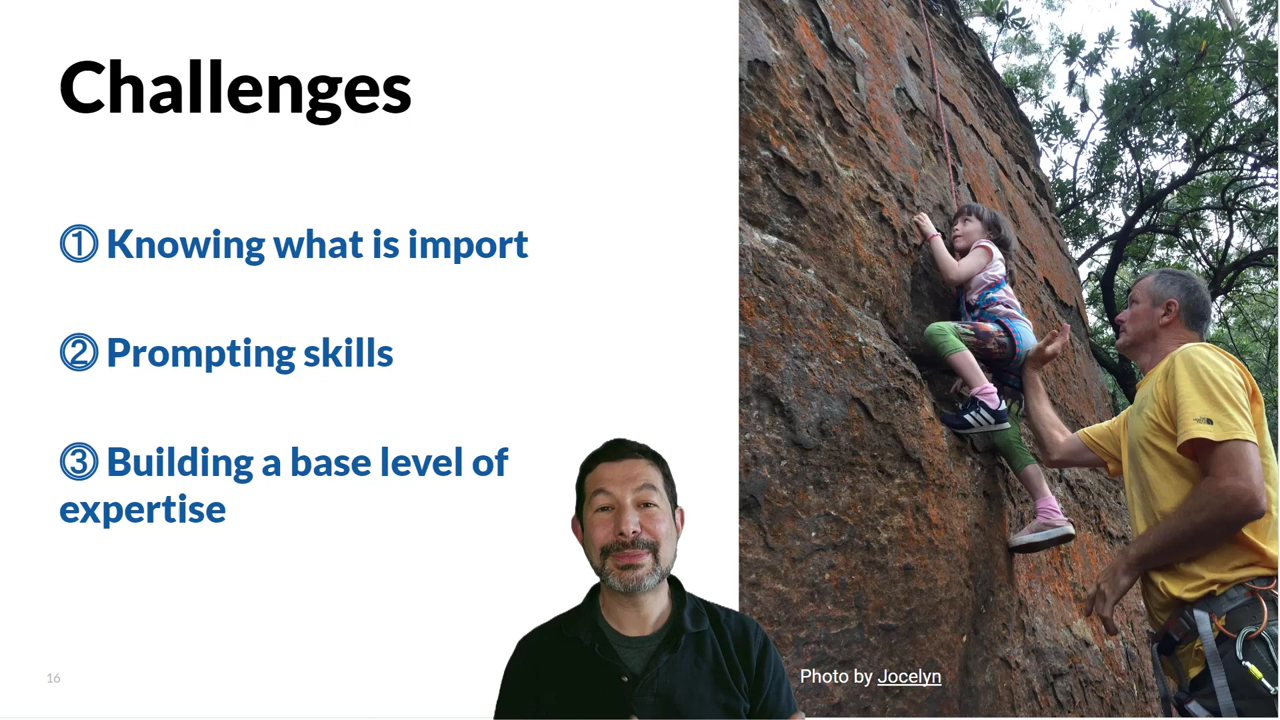 Challenges
① Knowing what is import
② Prompting skills
③ Building a base level of
expertise
16
Photo by Jocelyn